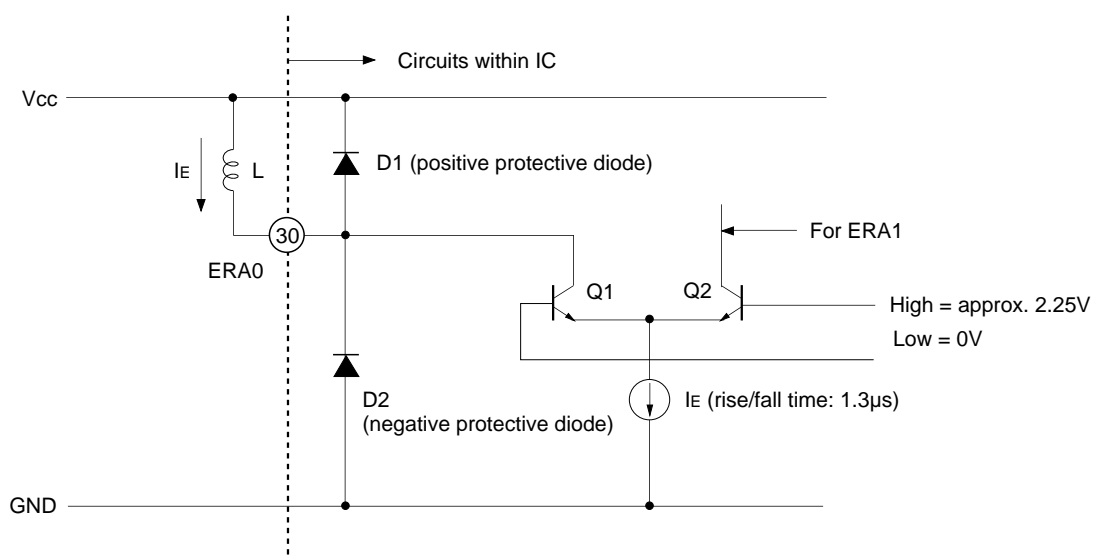 Circuits within IC
Vcc
D1 (positive protective diode)
IE
L
30
For ERA1
ERA0
Q1
Q2
High = approx. 2.25V
Low = 0V
D2
(negative protective diode)
IE (rise/fall time: 1.3μs)
GND